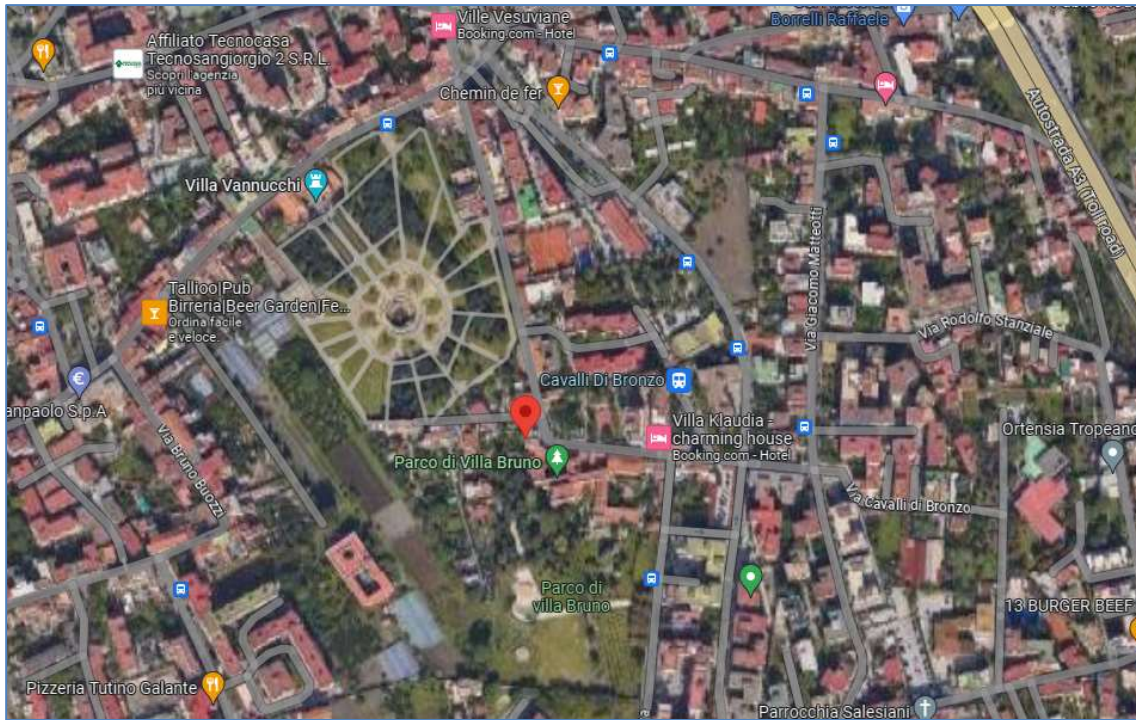 Ville Vesuviane
Booking.com - Hotel
Borrelli Raffaele
Affiliato Tecnocasa
Tecnosangiorgio 2 S.R.L.
Scopri l'agenzia
più vicina
Chemin de fer
Autostrada A3 (Toll road)
Villa Vannucchi
Via Giacomo Matteotti
Tallioo|Pub
Birreria|Beer Garden|Fe...
Ordina facile
e veloce.
Via Rodolfo Stanziale
Cavalli Di Bronzo
€
anpaolo S.p.A
Villa Klaudia -
charming house
Booking.com - Hotel
Ortensia Tropeano
Parco di Villa Bruno
Via Bruno Buozzi
Via Cavalli di Bronzo
Parco di
villa Bruno
13 BURGER BEEF
Pizzeria Tutino Galante
Parrocchia Salesiani